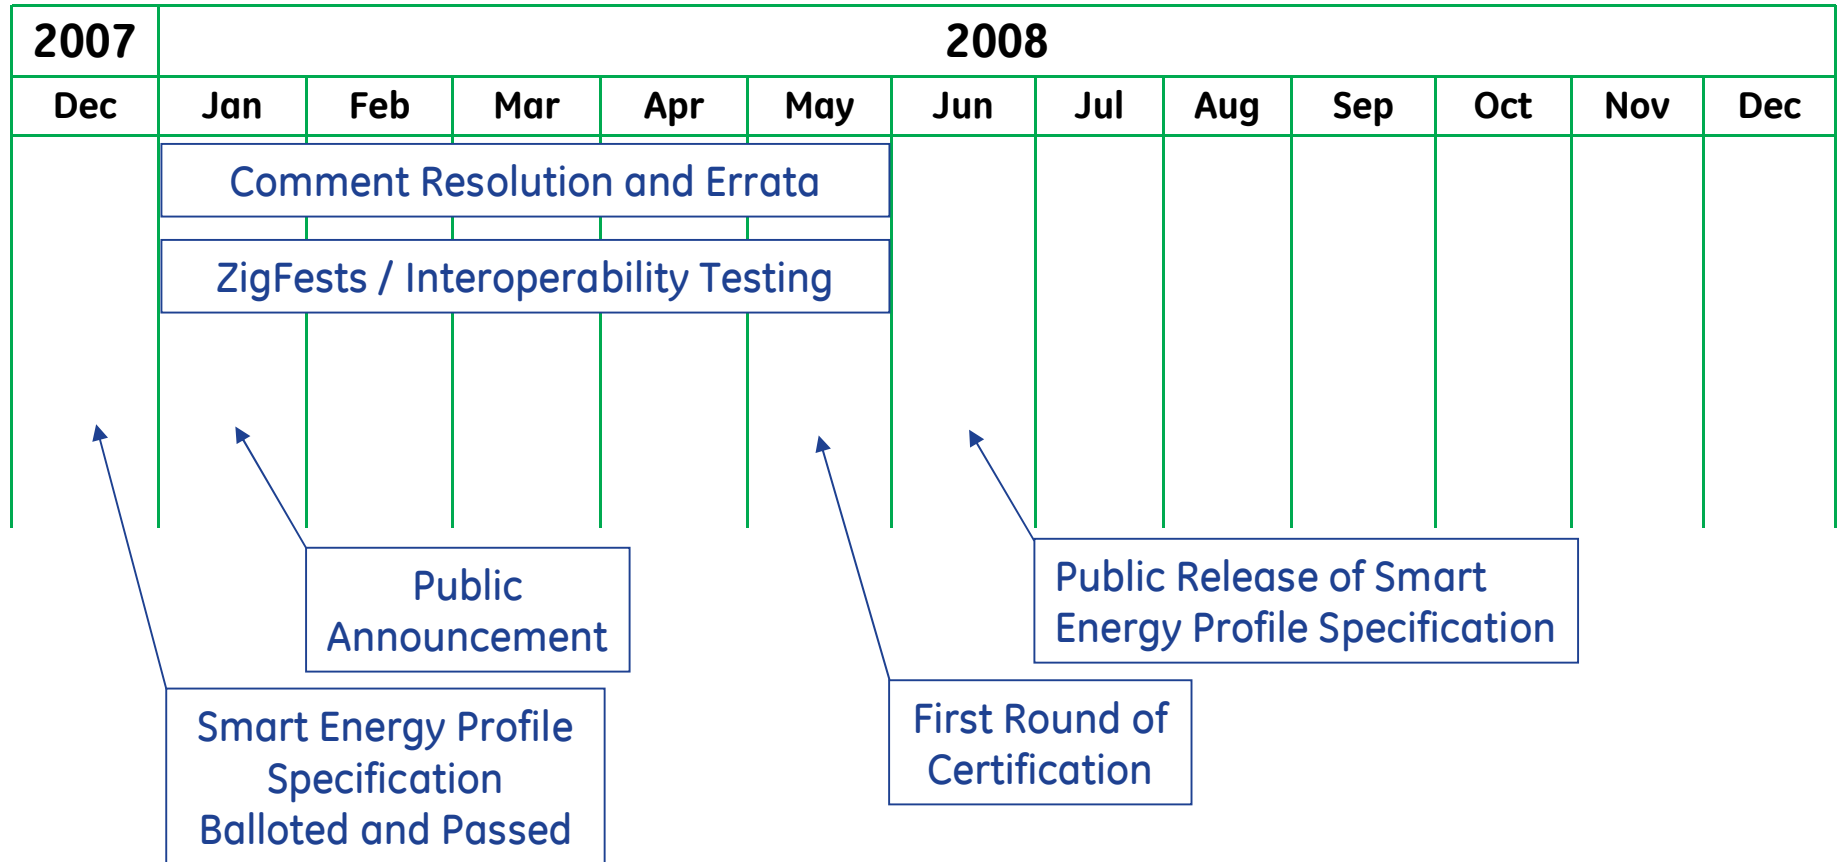 2007 2008
Dec Jan Feb Mar Apr May Jun Jul Aug Sep Oct Nov Dec
Comment Resolution and Errata
ZigFests / Interoperability Testing
Public
Announcement
Public Release of Smart
Energy Profile Specification
Smart Energy Profile
Specification
Balloted and Passed
First Round of
Certification